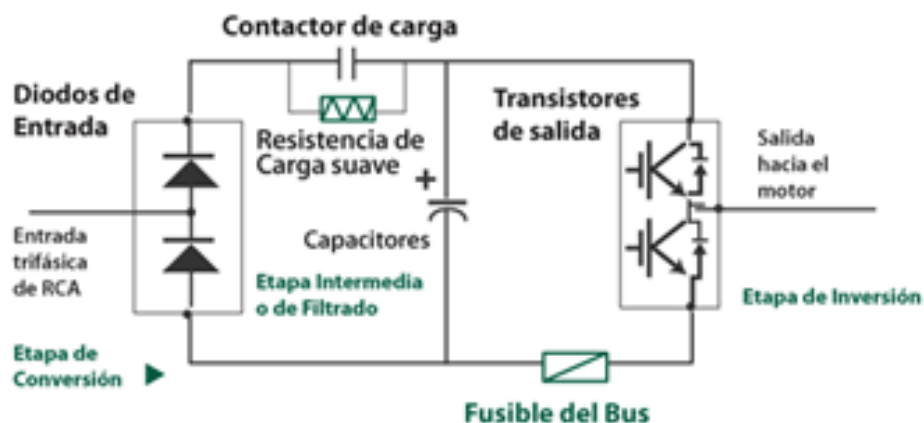 Contactor de carga
Diodos de
Entrada
Resistencia de
Carga suave
Transistores
de salida
Salida
hacia el
motor
+
Capacitores
Entrada
trifásica
de RCA
Etapa Intermedia
o de Filtrado
Etapa de Inversión
Etapa de
Conversión
Fusible del Bus